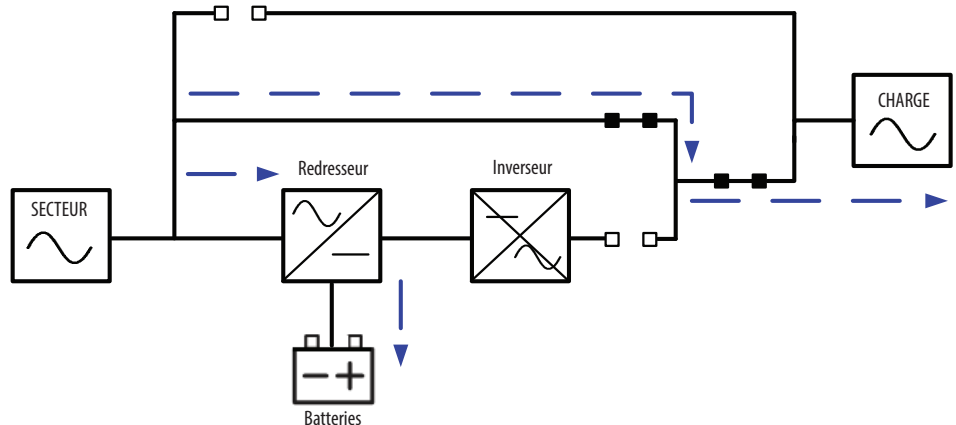 CHARGE
Redresseur
Inverseur
SECTEUR
Batteries